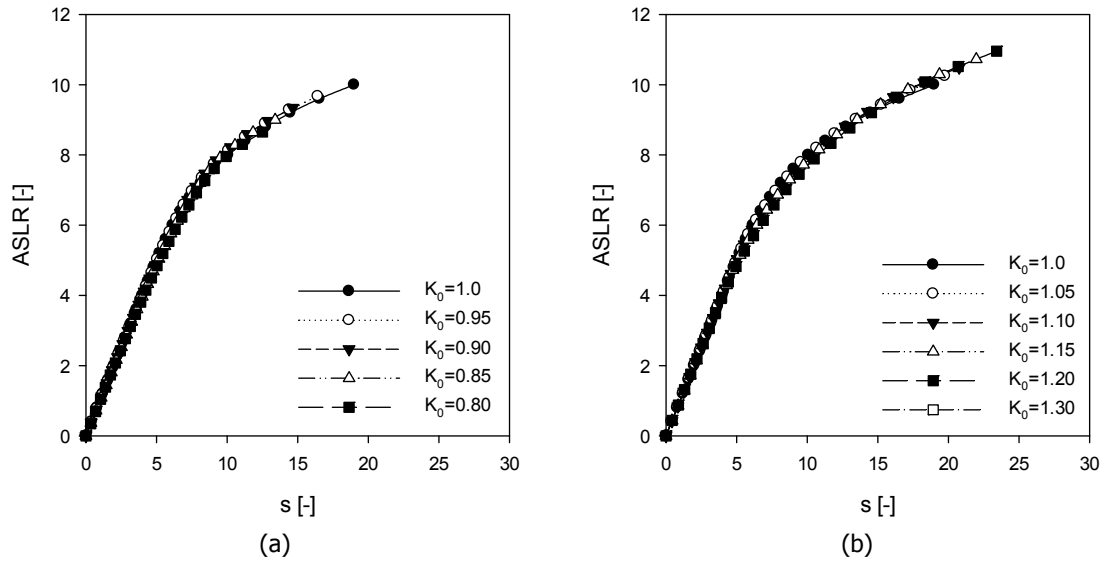 12
10
8
6
4
2
0
ASLR [-]
0 5 10 15 20 25 30
s [-]
K0=1.0
K0=0.95
K0=0.90
K0=0.85
K0=0.80
(a)
12
10
8
6
4
2
0
ASLR [-]
0 5 10 15 20 25 30
s [-]
K0=1.0
K0=1.05
K0=1.10
K0=1.15
K0=1.20
K0=1.30
(b)